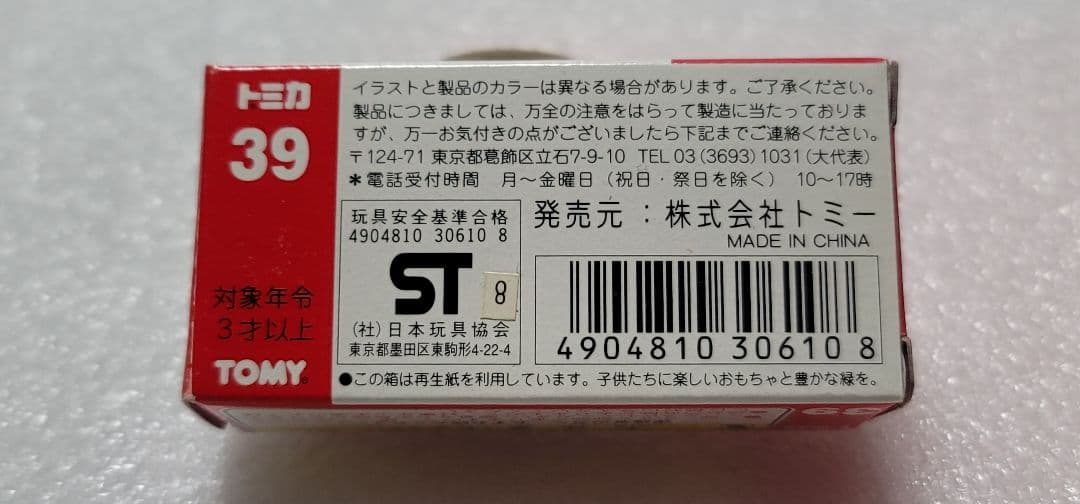 トミカ
39
対象年令
3才以上
TOMY
イラストと製品のカラーは異なる場合があります。ご了承ください。
製品につきましては、万全の注意をはらって製造に当たっておりま
すが、万一お気付きの点がございましたら下記までご連絡ください。
〒124-71 東京都葛飾区立石7-9-10 TEL 03(3693)1031(大代表)
＊電話受付時間 月〜金曜日(祝日・祭日を除く) 10〜17時
玩具安全基準合格
4904810 30610 8
ST
8
(社)日本玩具協会
東京都墨田区東駒形4-22-4
発売元：株式会社トミー
MADE IN CHINA
4904810 306108
●この箱は再生紙を利用しています。子供たちに楽しいおもちゃと豊かな緑を。
39